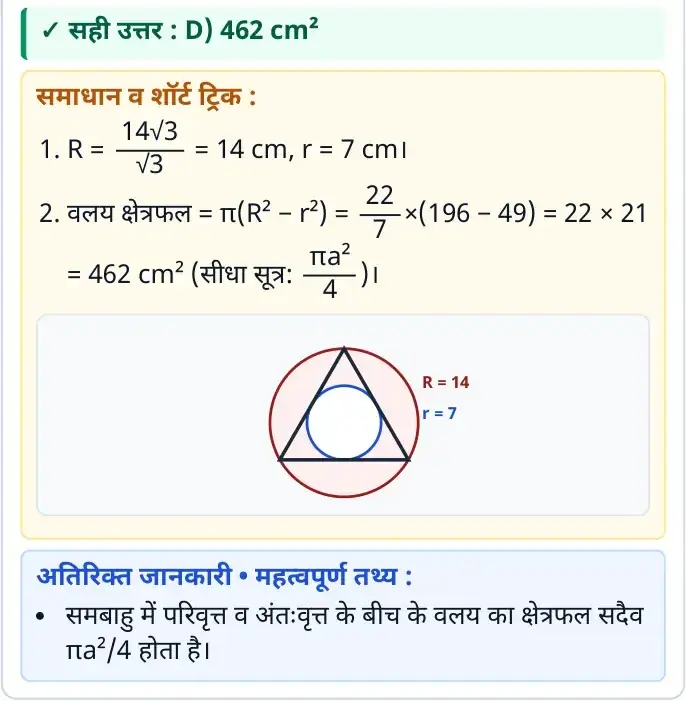 ✓ सही उत्तर : D) 462 cm²
समाधान व शॉर्ट ट्रिक :
1. R = 14√3/√3 = 14 cm, r = 7 cm।
2. वलय क्षेत्रफल = π(R² − r²) = 22/7 ×(196 − 49) = 22 × 21
= 462 cm² (सीधा सूत्र: πa²/4)।
R = 14
r = 7
अतिरिक्त जानकारी • महत्वपूर्ण तथ्य :
• समबाहु में परिवृत्त व अंतःवृत्त के बीच के वलय का क्षेत्रफल सदैव
πa²/4 होता है।